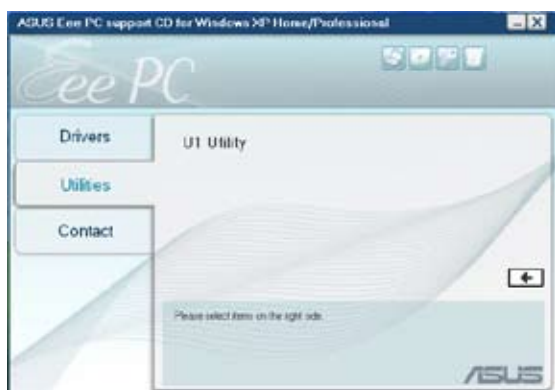 ASUS Eee PC support CD for Windows XP Home/Professional
Eee PC
Drivers
U1 Utility
Utilities
Contact
Please select items on the right side.
ASUS